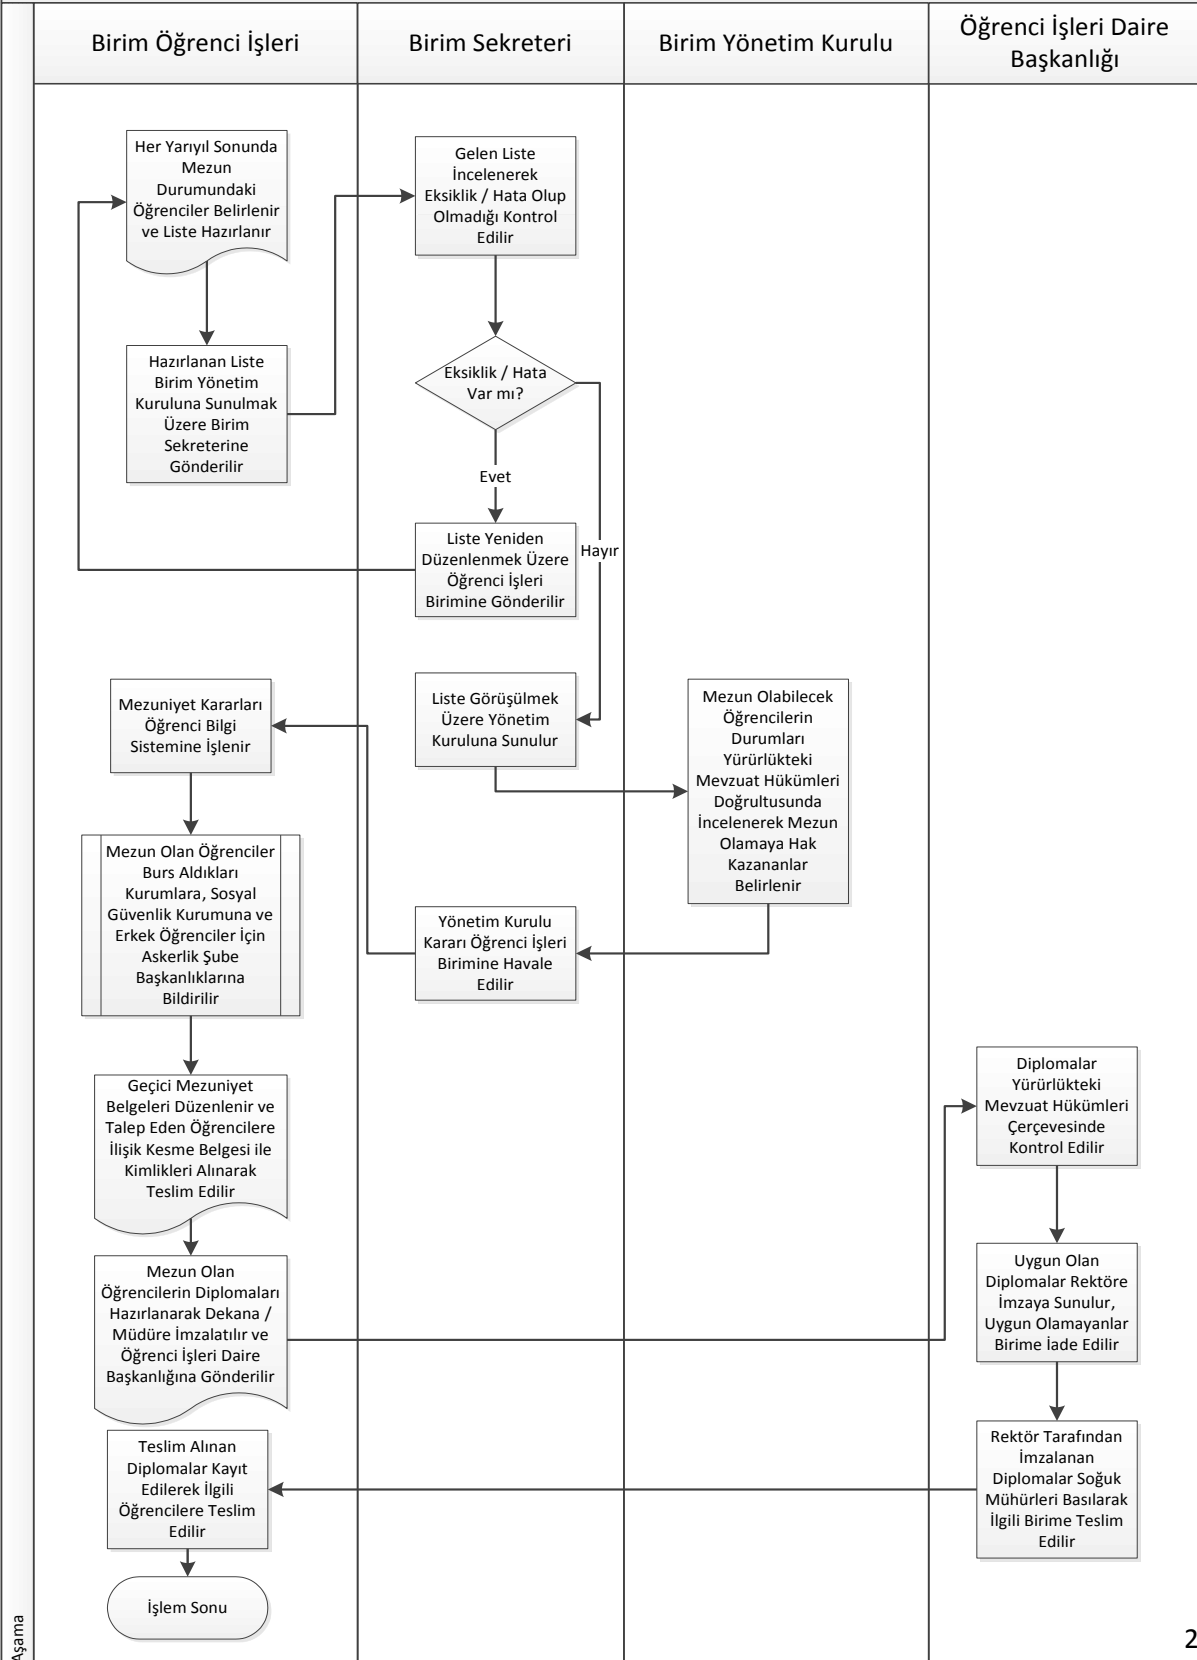 Birim Öğrenci İşleri
Birim Sekreteri
Birim Yönetim Kurulu
Öğrenci İşleri Daire
Başkanlığı
Her Yarıyıl Sonunda
Mezun
Durumundaki
Öğrenciler Belirlenir
ve Liste Hazırlanır
Gelen Liste
İncelenerek
Eksiklik / Hata Olup
Olmadığı Kontrol
Edilir
Hazırlanan Liste
Birim Yönetim
Kuruluna Sunulmak
Üzere Birim
Sekreterine
Gönderilir
Eksiklik / Hata
Var mı?
Evet
Hayır
Liste Yeniden
Düzenlenmek Üzere
Öğrenci İşleri
Birimine Gönderilir
Liste Görüşülmek
Üzere Yönetim
Kuruluna Sunulur
Mezun Olabilecek
Öğrencilerin
Durumları
Yürürlükteki
Mevzuat Hükümleri
Doğrultusunda
İncelenerek Mezun
Olamaya Hak
Kazananlar
Belirlenir
Yönetim Kurulu
Kararı Öğrenci İşleri
Birimine Havale
Edilir
Mezuniyet Kararları
Öğrenci Bilgi
Sistemine İşlenir
Mezun Olan Öğrenciler
Burs Aldıkları
Kurumlara, Sosyal
Güvenlik Kurumuna ve
Erkek Öğrenciler İçin
Askerlik Şube
Başkanlıklarına
Bildirilir
Geçici Mezuniyet
Belgeleri Düzenlenir ve
Talep Eden Öğrencilere
İlişik Kesme Belgesi ile
Kimlikleri Alınarak
Teslim Edilir
Mezun Olan
Öğrencilerin Diplomaları
Hazırlanarak Dekana /
Müdüre İmzalatılır ve
Öğrenci İşleri Daire
Başkanlığına Gönderilir
Diplomalar
Yürürlükteki
Mevzuat Hükümleri
Çerçevesinde
Kontrol Edilir
Uygun Olan
Diplomalar Rektöre
İmzaya Sunulur,
Uygun Olamayanlar
Birime İade Edilir
Rektör Tarafından
İmzalanan
Diplomalar Soğuk
Mühürleri Basılarak
İlgili Birime Teslim
Edilir
Teslim Alınan
Diplomalar Kayıt
Edilerek İlgili
Öğrencilere Teslim
Edilir
İşlem Sonu
Aşama
2